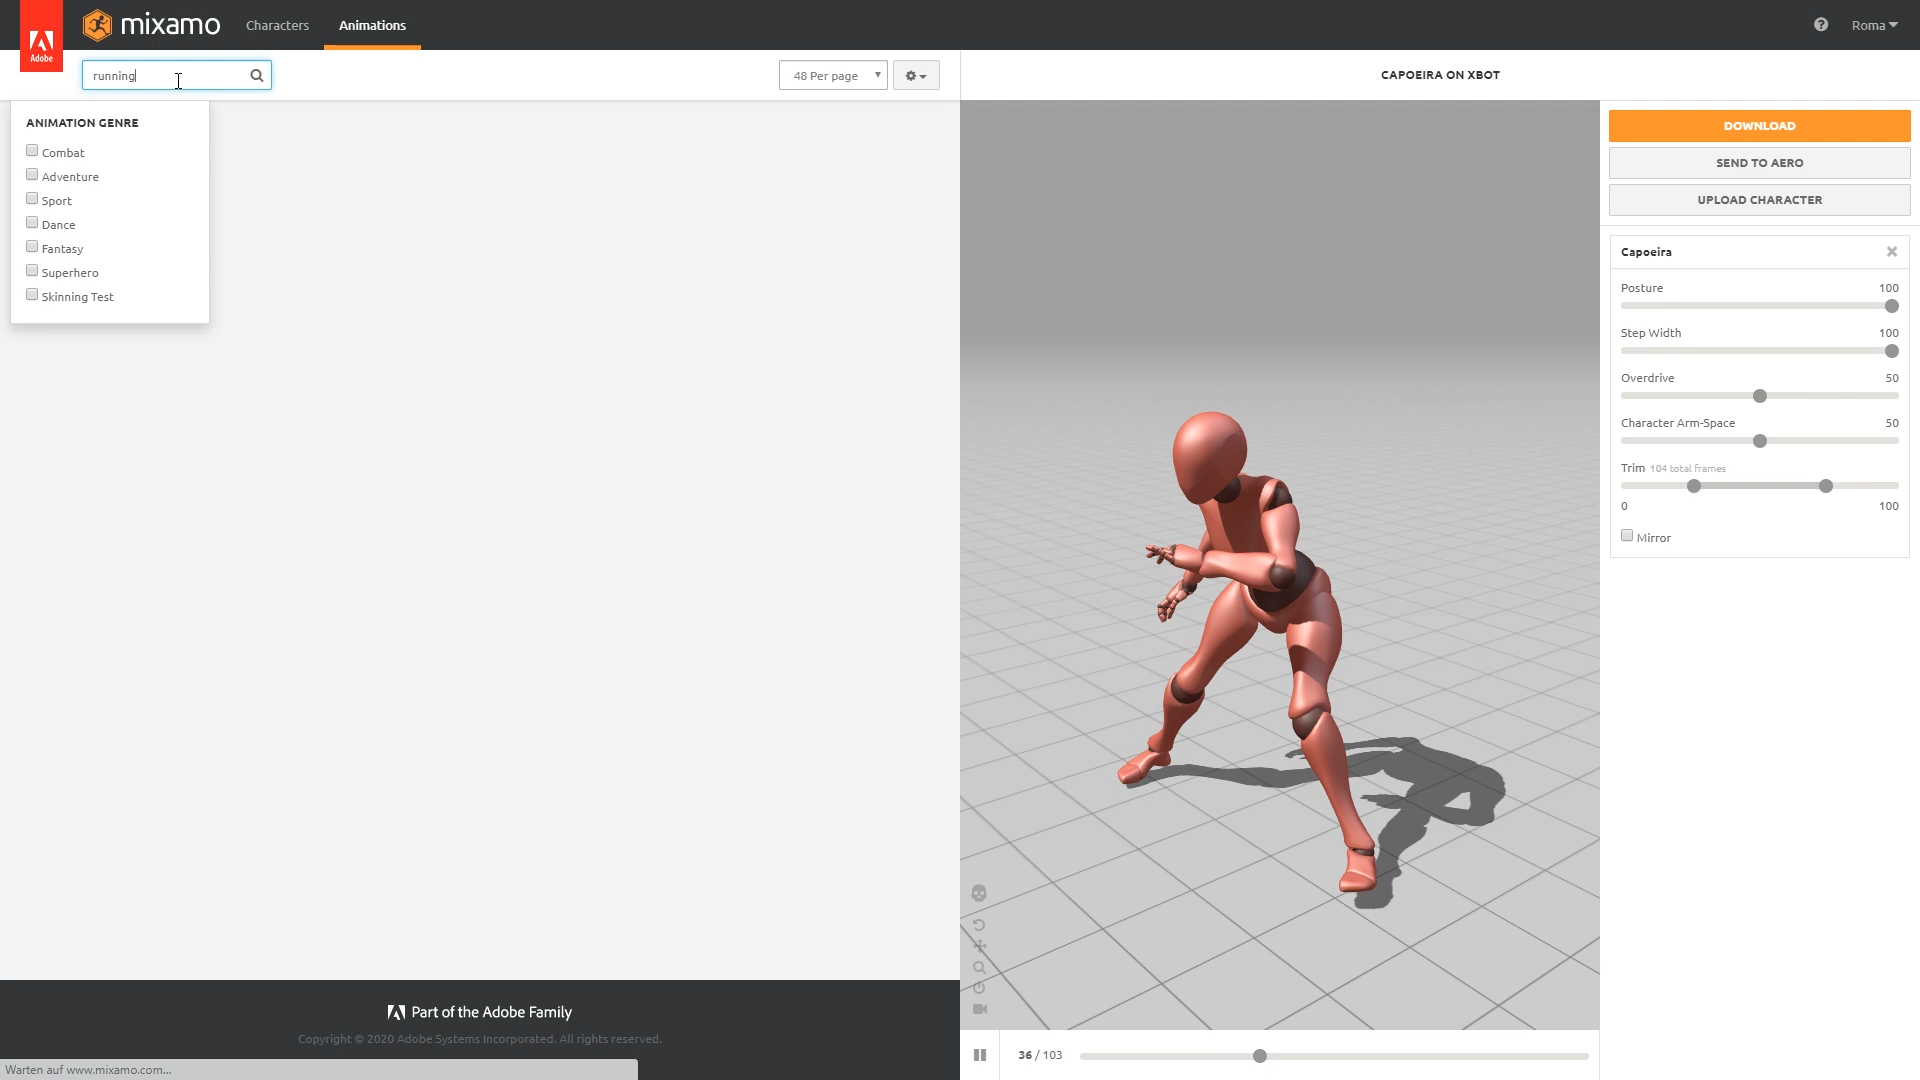 Adobe
mixamo
Characters
Animations
Roma
running
48 Per page
CAPOEIRA ON XBOT
ANIMATION GENRE
Combat
Adventure
Sport
Dance
Fantasy
Superhero
Skinning Test
DOWNLOAD
SEND TO AERO
UPLOAD CHARACTER
Capoeira
Posture 100
Step Width 100
Overdrive 50
Character Arm-Space 50
Trim 104 total frames
0 100
Mirror
Part of the Adobe Family
Copyright © 2020 Adobe Systems Incorporated. All rights reserved.
36 / 103
Warten auf www.mixamo.com...